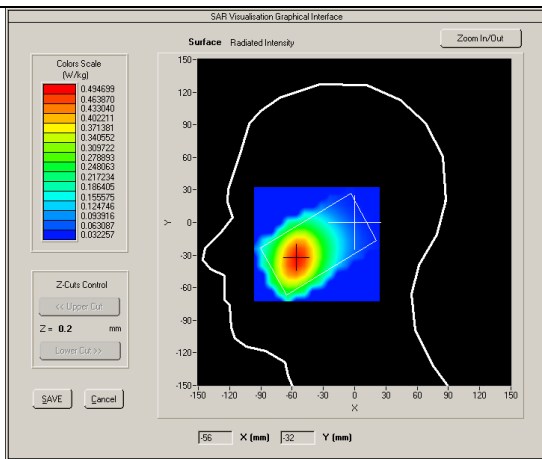 SAR Visualisation Graphical Interface
Surface Radiated Intensity
Zoom In/Out
Colors Scale
(W/kg)
0.494699
0.463870
0.433040
0.402211
0.371381
0.340552
0.309722
0.278893
0.248063
0.217234
0.186405
0.155575
0.124746
0.093916
0.063087
0.032257
Z-Cuts Control
<< Upper Cut
Z = 0.2 mm
Lower Cut >>
SAVE Cancel
150
120
90
60
30
0
-30
-60
-90
-120
-150
Y
-150 -120 -90 -60 -30 0 30 60 90 120 150
X
-56 X (mm) -32 Y (mm)